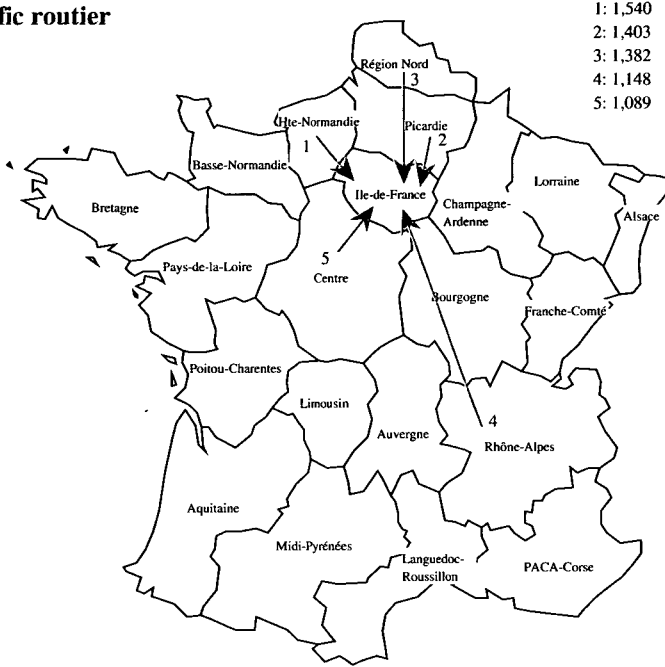 fic routier
1: 1,540
2: 1,403
3: 1,382
4: 1,148
5: 1,089
Région Nord
3
Hte-Normandie
Picardie
1
2
Basse-Normandie
Ile-de-France
Lorraine
Champagne-
Ardenne
Alsace
Bretagne
5
Pays-de-la-Loire
Centre
Bourgogne
Franche-Comté
Poitou-Charentes
Limousin
4
Auvergne
Rhône-Alpes
Aquitaine
Midi-Pyrénées
Languedoc-
Roussillon
PACA-Corse